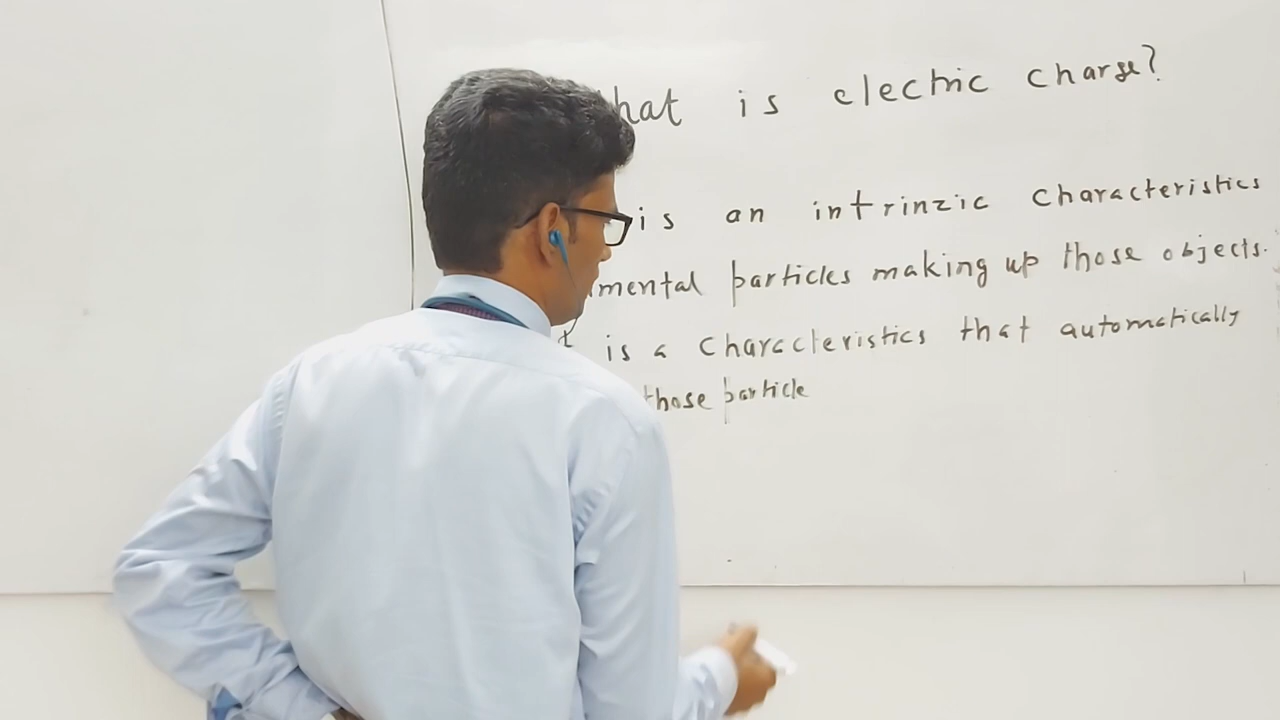 hat is electric charge?
is an intrinzic characteristics
mental particles making up those objects.
t is a characteristics that automatically
those particle